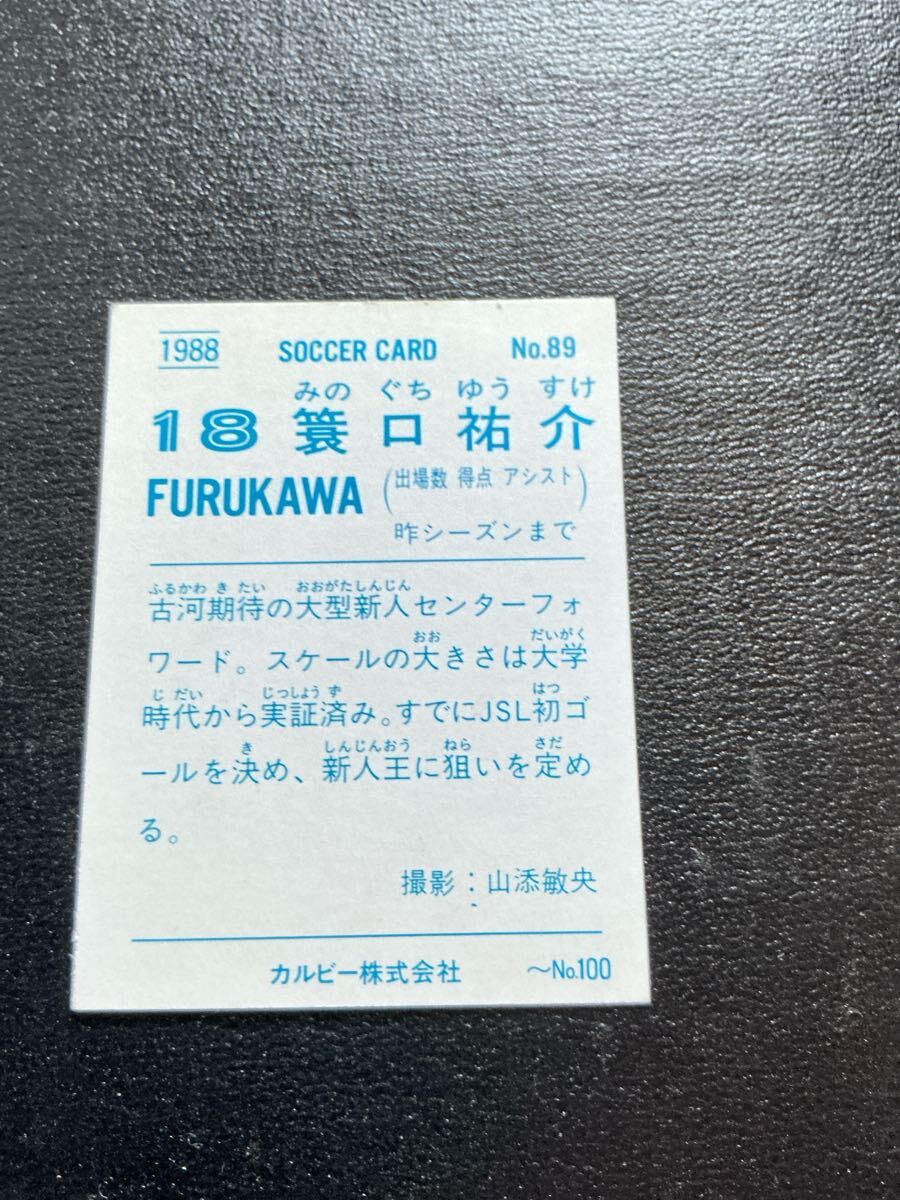 1988 SOCCER CARD No.89
みの ぐち ゆう すけ
18 簑口祐介
FURUKAWA (出場数 得点 アシスト)
昨シーズンまで
ふるかわ き たい おおがたしんじん
古河期待の大型新人センターフォ
おお だいがく
ワード。スケールの大きさは大学
じ だい じっしょう ず はつ
時代から実証済み。すでにJSL初ゴ
き しんじんおう ねら さだ
ールを決め、新人王に狙いを定め
る。
撮影：山添敏央
カルビー株式会社 〜No.100